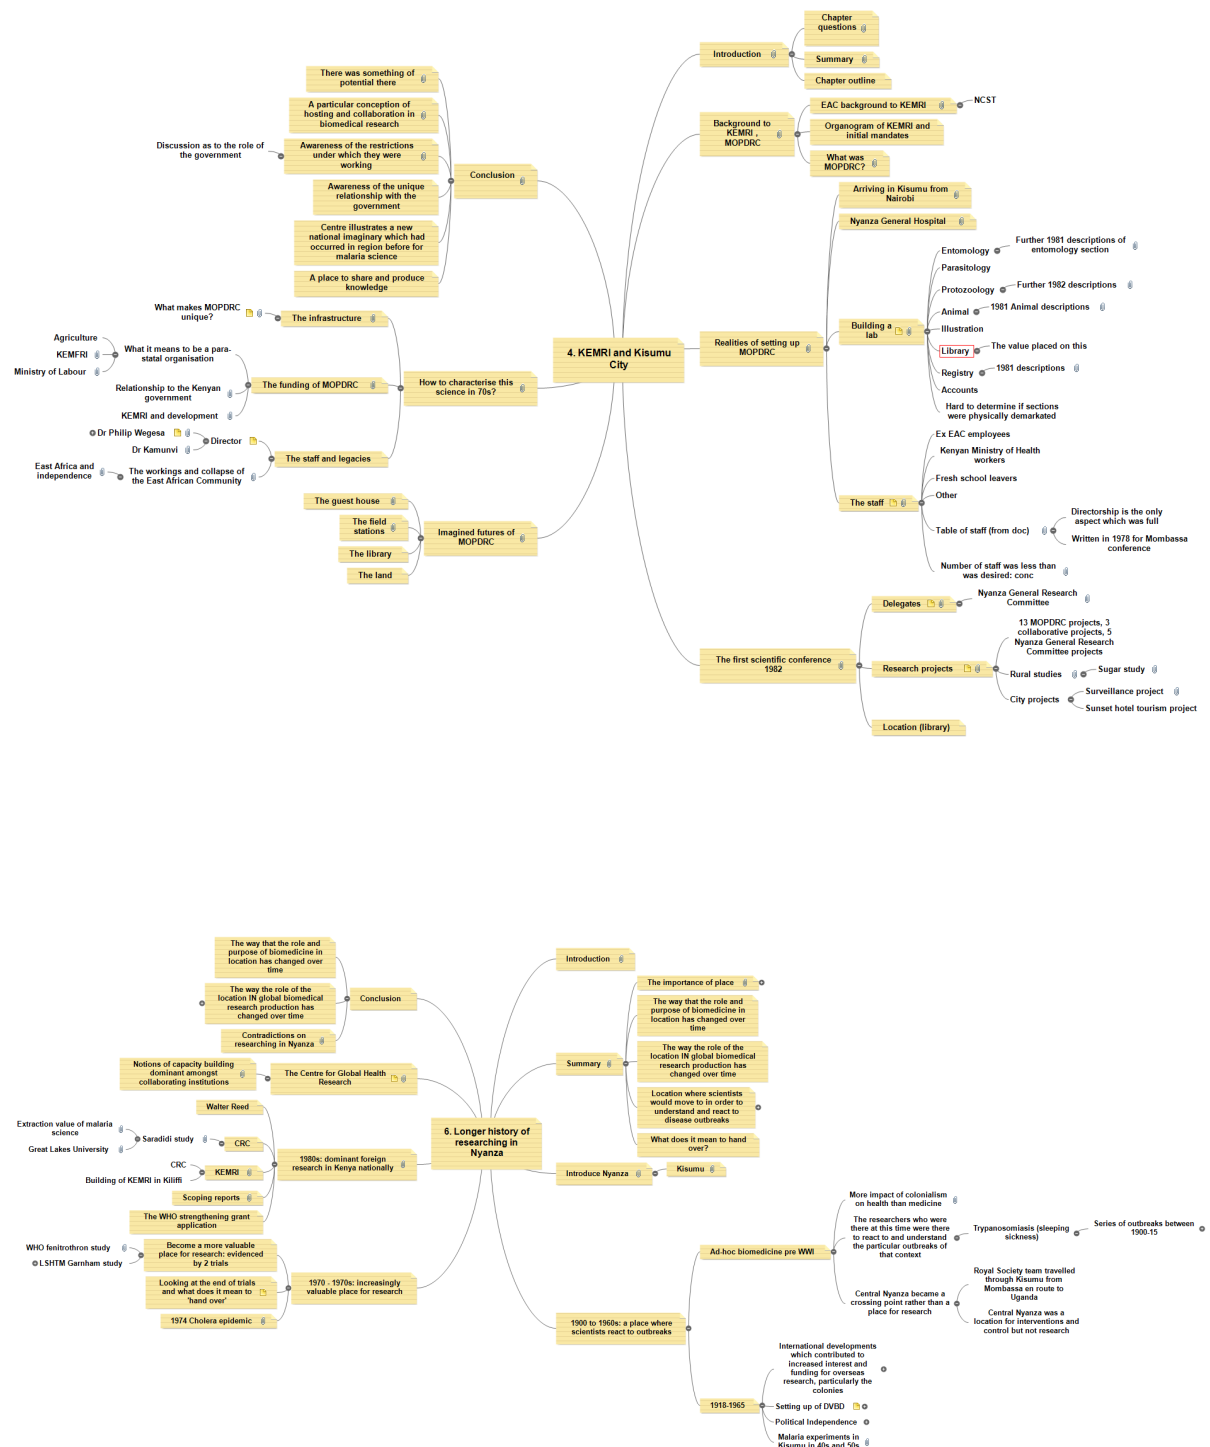 4. KEMRI and Kisumu
City
Introduction
Chapter
questions
Summary
Chapter outline
Background to
KEMRI ,
MOPDRC
EAC background to KEMRI
NCST
Organogram of KEMRI and
initial mandates
What was
MOPDRC?
Realities of setting up
MOPDRC
Arriving in Kisumu from
Nairobi
Nyanza General Hospital
Building a
lab
Entomology
Further 1981 descriptions of
entomology section
Parasitology
Protozoology
Further 1982 descriptions
Animal
1981 Animal descriptions
Illustration
Library
The value placed on this
Registry
1981 descriptions
Accounts
Hard to determine if sections
were physically demarkated
The staff
Ex EAC employees
Kenyan Ministry of Health
workers
Fresh school leavers
Other
Table of staff (from doc)
Directorship is the only
aspect which was full
Written in 1978 for Mombassa
conference
Number of staff was less than
was desired: conc
The first scientific conference
1982
Delegates
Nyanza General Research
Committee
Research projects
13 MOPDRC projects, 3
collaborative projects, 5
Nyanza General Research
Committee projects
Rural studies
Sugar study
City projects
Surveillance project
Sunset hotel tourism project
Location (library)
Conclusion
There was something of
potential there
A particular conception of
hosting and collaboration in
biomedical research
Awareness of the restrictions
under which they were
working
Discussion as to the role of
the government
Awareness of the unique
relationship with the
government
Centre illustrates a new
national imaginary which had
occurred in region before for
malaria science
A place to share and produce
knowledge
How to characterise this
science in 70s?
The infrastructure
What makes MOPDRC
unique?
The funding of MOPDRC
What it means to be a para-
statal organisation
Agriculture
KEMFRI
Ministry of Labour
Relationship to the Kenyan
government
KEMRI and development
The staff and legacies
Director
Dr Philip Wegesa
Dr Kamunvi
The workings and collapse of
the East African Community
East Africa and
independence
Imagined futures of
MOPDRC
The guest house
The field
stations
The library
The land
6. Longer history of
researching in
Nyanza
Introduction
Summary
The importance of place
The way that the role and
purpose of biomedicine in
location has changed over
time
The way the role of the
location IN global biomedical
research production has
changed over time
Location where scientists
would move to in order to
understand and react to
disease outbreaks
What does it mean to hand
over?
Introduce Nyanza
Kisumu
1900 to 1960s: a place where
scientists react to outbreaks
Ad-hoc biomedicine pre WWI
More impact of colonialism
on health than medicine
The researchers who were
there at this time were there
to react to and understand
the particular outbreaks of
that context
Trypanosomiasis (sleeping
sickness)
Series of outbreaks between
1900-15
Central Nyanza became a
crossing point rather than a
place for research
Royal Society team travelled
through Kisumu from
Mombassa en route to
Uganda
Central Nyanza was a
location for interventions and
control but not research
1918-1965
International developments
which contributed to
increased interest and
funding for overseas
research, particularly the
colonies
Setting up of DVBD
Political Independence
Malaria experiments in
Kisumu in 40s and 50s
Conclusion
The way that the role and
purpose of biomedicine in
location has changed over
time
The way the role of the
location IN global biomedical
research production has
changed over time
Contradictions on
researching in Nyanza
The Centre for Global Health
Research
Notions of capacity building
dominant amongst
collaborating institutions
1980s: dominant foreign
research in Kenya nationally
Walter Reed
CRC
Saradidi study
Extraction value of malaria
science
Great Lakes University
KEMRI
CRC
Building of KEMRI in Kiliffi
Scoping reports
The WHO strengthening grant
application
1970 - 1970s: increasingly
valuable place for research
Become a more valuable
place for research: evidenced
by 2 trials
WHO fenitrothron study
LSHTM Garnham study
Looking at the end of trials
and what does it mean to
'hand over'
1974 Cholera epidemic